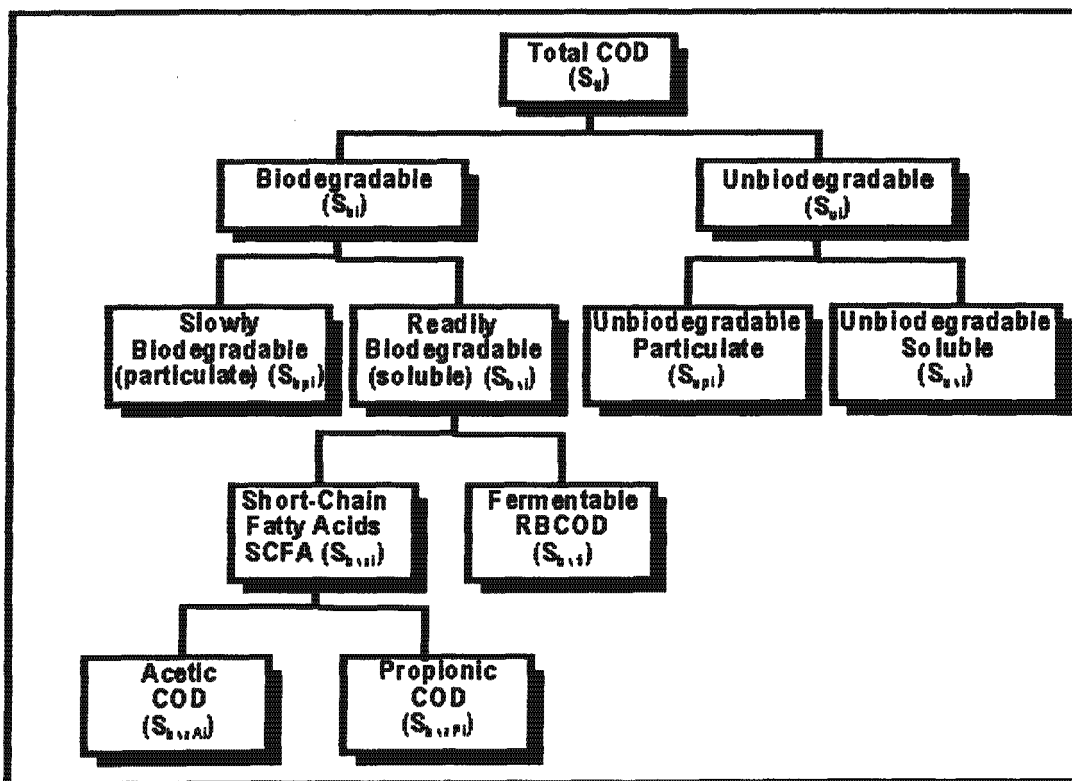 Total COD
Biodegradable
Unbiodegradable
Slowly
Biodegradable
(particulate)
Readily
Biodegradable
(soluble)
Unbiodegradable
Particulate
Unbiodegradable
Soluble
Short-Chain
Fatty Acids
SCFA
Fermentable
RBCOD
Acetic
COD
Propionic
COD